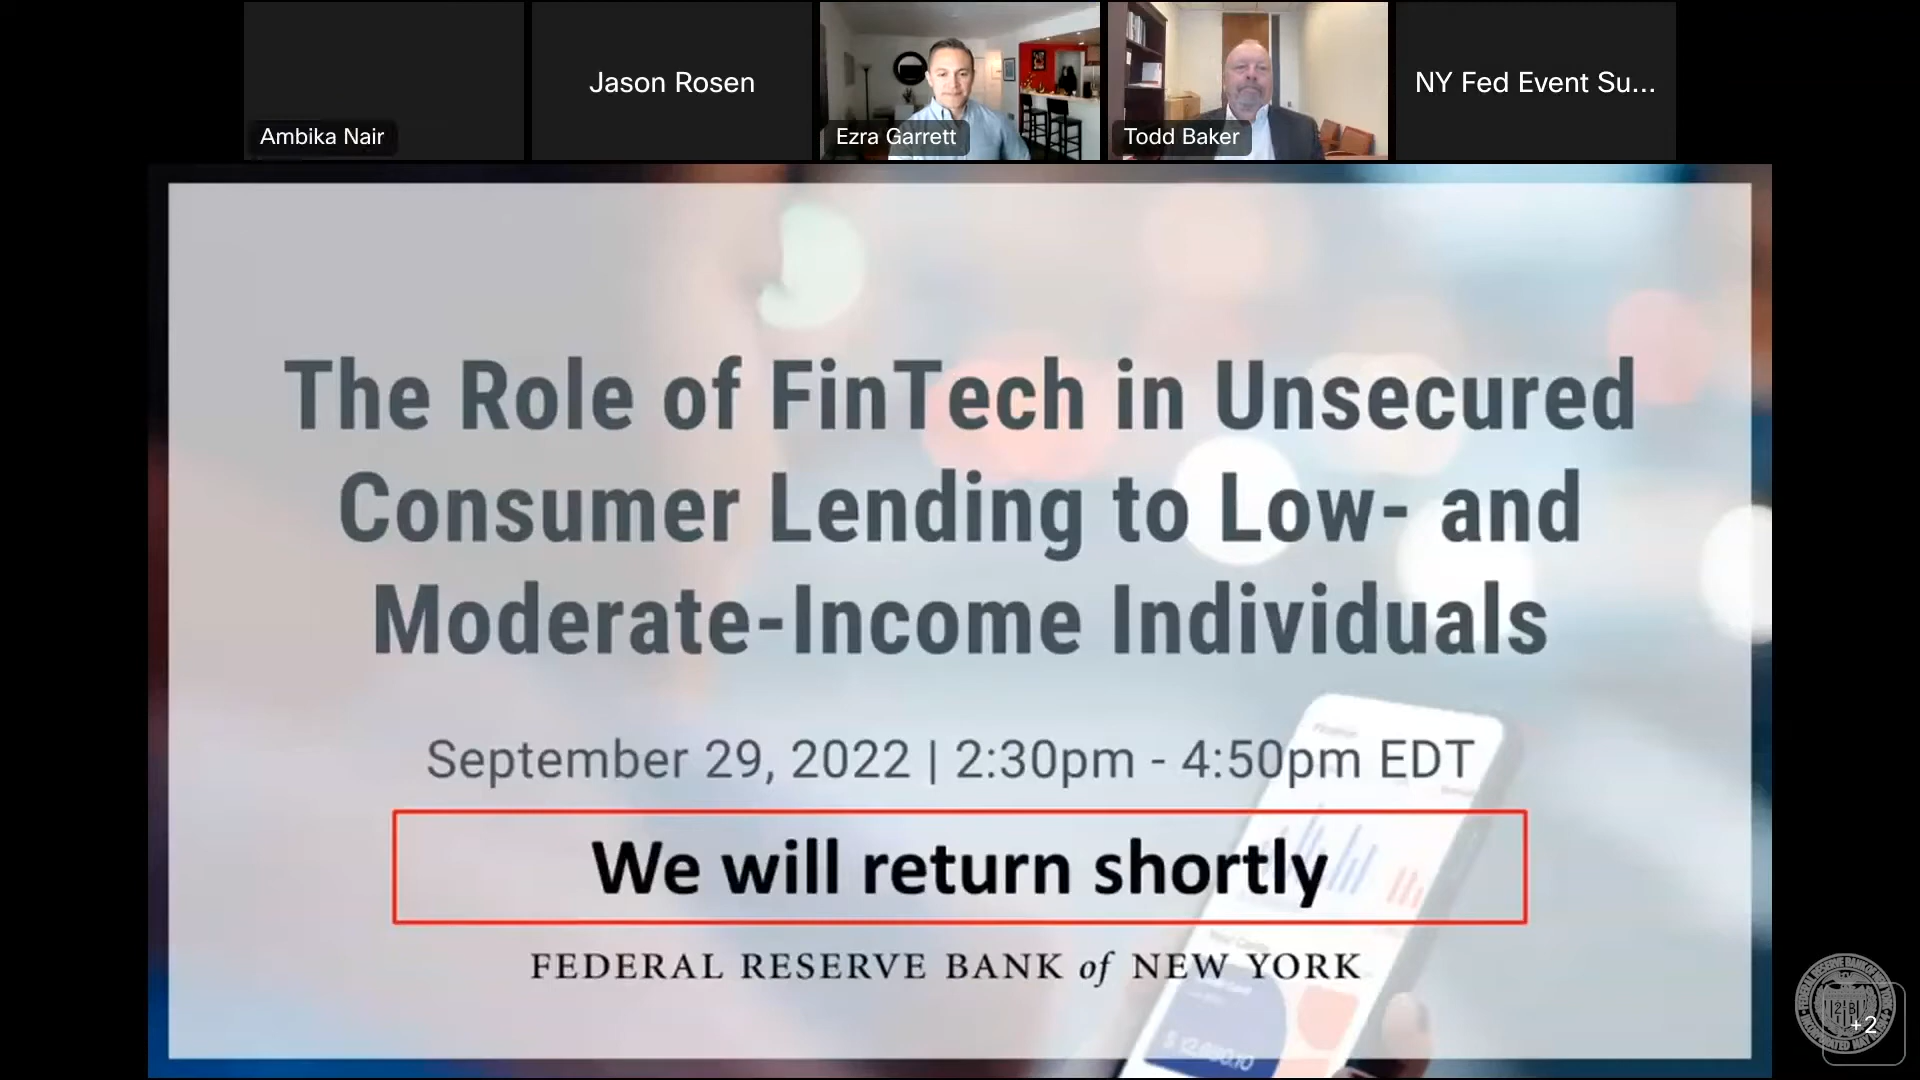 Ambika Nair
Jason Rosen
Ezra Garrett
Todd Baker
NY Fed Event Su...
The Role of FinTech in Unsecured
Consumer Lending to Low- and
Moderate-Income Individuals
September 29, 2022 | 2:30pm - 4:50pm EDT
We will return shortly
FEDERAL RESERVE BANK of NEW YORK
+2